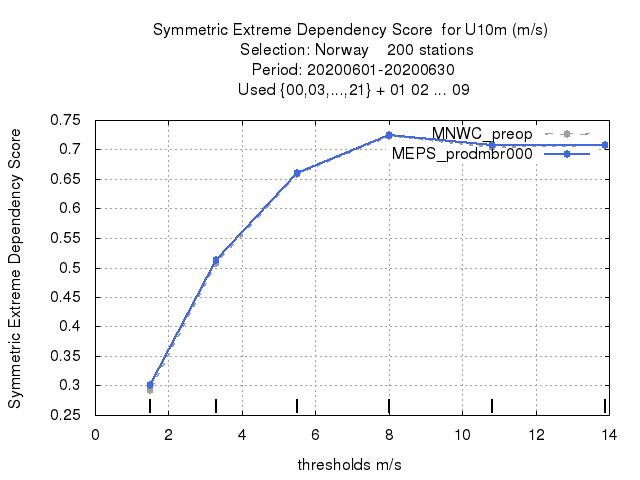 Symmetric Extreme Dependency Score for U10m (m/s)
Selection: Norway 200 stations
Period: 20200601-20200630
Used {00,03,...,21} + 01 02 ... 09
Symmetric Extreme Dependency Score
0.75
0.7
0.65
0.6
0.55
0.5
0.45
0.4
0.35
0.3
0.25
MNWC_preop
MEPS_prodmbr000
0 2 4 6 8 10 12 14
thresholds m/s